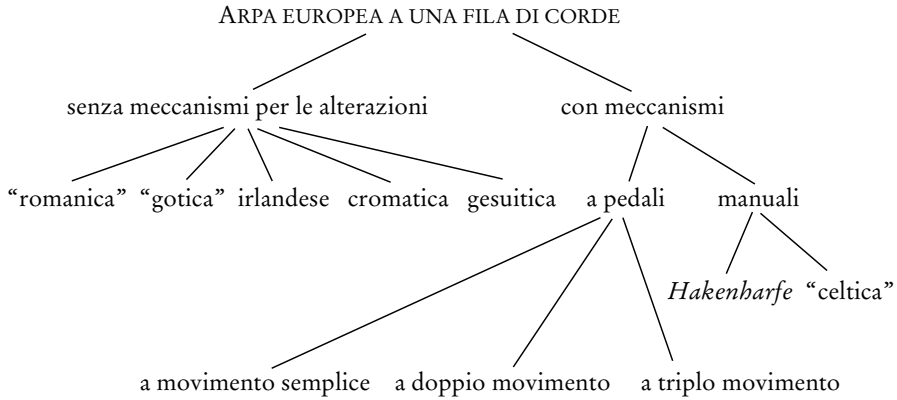 ARPA EUROPEA A UNA FILA DI CORDE
senza meccanismi per le alterazioni con meccanismi
“romanica” “gotica” irlandese cromatica gesuitica a pedali manuali
Hakenharfe “celtica”
a movimento semplice a doppio movimento a triplo movimento